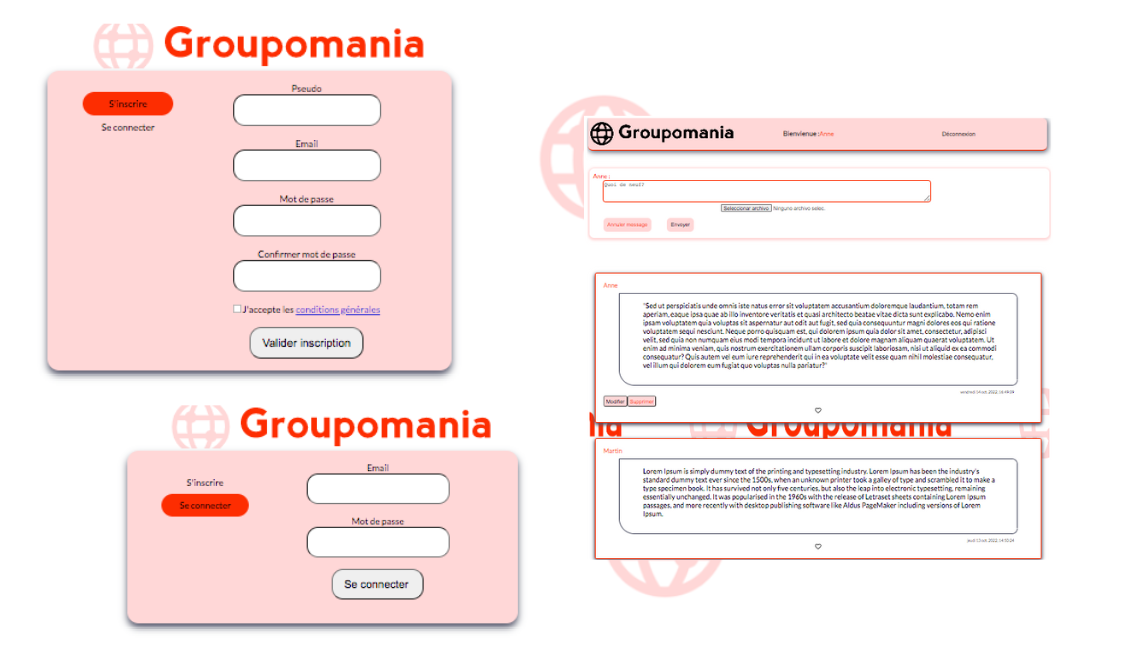 Groupomania
S'inscrire
Se connecter
Pseudo
Email
Mot de passe
Confirmer mot de passe
J'accepte les conditions générales
Valider inscription
Groupomania
S'inscrire
Se connecter
Email
Mot de passe
Se connecter
Groupomania
Bienvenue :Anne
Déconnexion
Anne :
Quoi de neuf?
Seleccionar archivo Ninguno archivo selec.
Annuler message
Envoyer
Anne
"Sed ut perspiciatis unde omnis iste natus error sit voluptatem accusantium doloremque laudantium, totam rem
aperiam, eaque ipsa quae ab illo inventore veritatis et quasi architecto beatae vitae dicta sunt explicabo. Nemo enim
ipsam voluptatem quia voluptas sit aspernatur aut odit aut fugit, sed quia consequuntur magni dolores eos qui ratione
voluptatem sequi nesciunt. Neque porro quisquam est, qui dolorem ipsum quia dolor sit amet, consectetur, adipisci
velit, sed quia non numquam eius modi tempora incidunt ut labore et dolore magnam aliquam quaerat voluptatem. Ut
enim ad minima veniam, quis nostrum exercitationem ullam corporis suscipit laboriosam, nisi ut aliquid ex ea commodi
consequatur? Quis autem vel eum iure reprehenderit qui in ea voluptate velit esse quam nihil molestiae consequatur,
vel illum qui dolorem eum fugiat quo voluptas nulla pariatur?"
Modifier
Supprimer
Groupomania
Martin
Lorem Ipsum is simply dummy text of the printing and typesetting industry. Lorem Ipsum has been the industry's
standard dummy text ever since the 1500s, when an unknown printer took a galley of type and scrambled it to make a
type specimen book. It has survived not only five centuries, but also the leap into electronic typesetting, remaining
essentially unchanged. It was popularised in the 1960s with the release of Letraset sheets containing Lorem Ipsum
passages, and more recently with desktop publishing software like Aldus PageMaker including versions of Lorem
Ipsum.